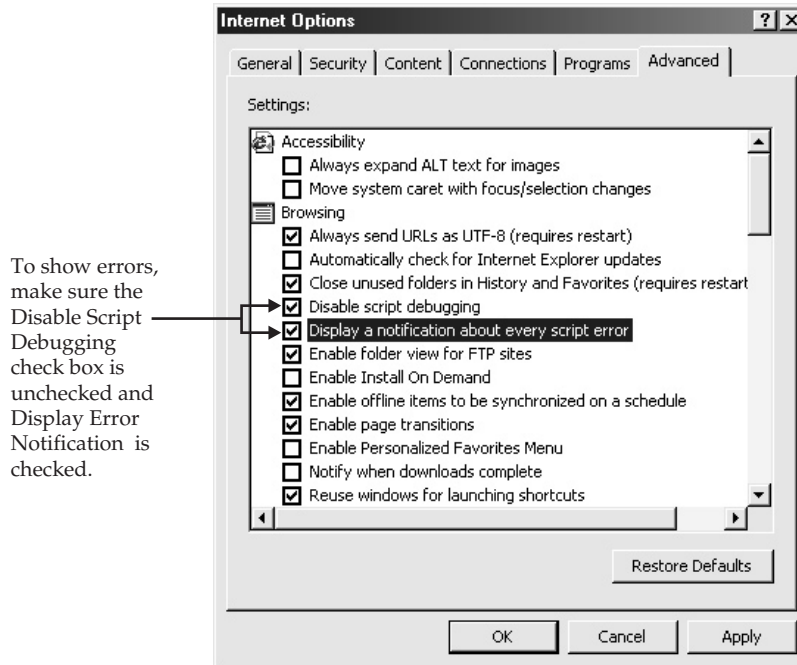 Internet Options
General Security Content Connections Programs Advanced
Settings:
Accessibility
Always expand ALT text for images
Move system caret with focus/selection changes
Browsing
Always send URLs as UTF-8 (requires restart)
Automatically check for Internet Explorer updates
Close unused folders in History and Favorites (requires restart
Disable script debugging
Display a notification about every script error
Enable folder view for FTP sites
Enable Install On Demand
Enable offline items to be synchronized on a schedule
Enable page transitions
Enable Personalized Favorites Menu
Notify when downloads complete
Reuse windows for launching shortcuts
Restore Defaults
OK Cancel Apply
To show errors,
make sure the
Disable Script
Debugging
check box is
unchecked and
Display Error
Notification is
checked.